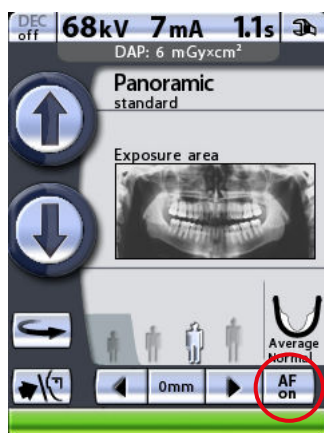 DEC off 68kV 7mA 1.1s
DAP: 6 mGy×cm²
Panoramic
standard
Exposure area
Average
Normal
0mm
AF
on